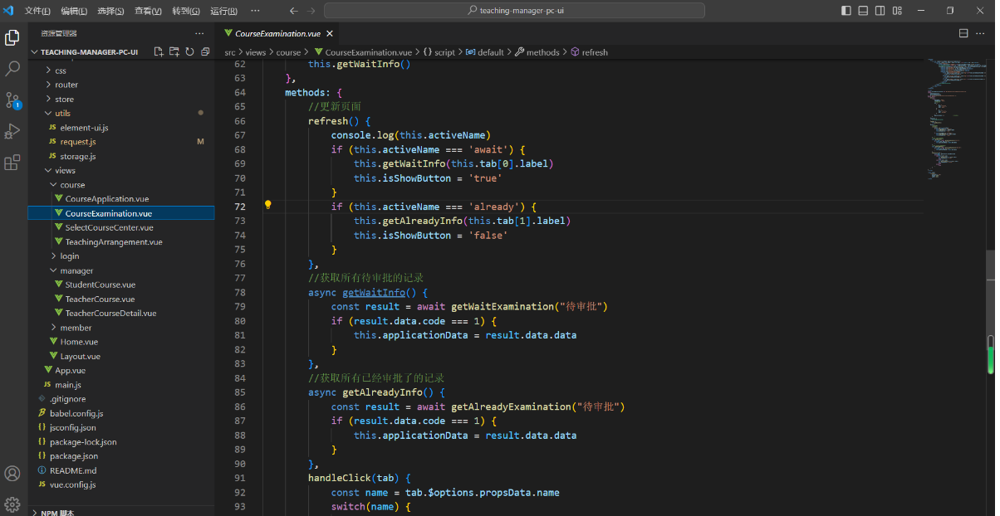 文件(F) 编辑(E) 选择(S) 查看(V) 转到(G) 运行(R) ··· teaching-manager-pc-ui
资源管理器 ···
TEACHING-MANAGER-PC-UI
css
router
store
utils
JS element-ui.js
JS request.js M
JS storage.js
views
course
CourseApplication.vue
CourseExamination.vue
SelectCourseCenter.vue
TeachingArrangement.vue
login
manager
StudentCourse.vue
TeacherCourse.vue
TeacherCourseDetail.vue
member
Home.vue
Layout.vue
App.vue
JS main.js
.gitignore
babel.config.js
{} jsconfig.json
{} package-lock.json
{} package.json
README.md
JS vue.config.js
NPM 脚本
1
CourseExamination.vue
src > views > course > CourseExamination.vue > {} script > default > methods > refresh
62 this.getWaitInfo()
63 },
64 methods: {
65 //更新页面
66 refresh() {
67 console.log(this.activeName)
68 if (this.activeName === 'await') {
69 this.getWaitInfo(this.tab[0].label)
70 this.isShowButton = 'true'
71 }
72 if (this.activeName === 'already') {
73 this.getAlreadyInfo(this.tab[1].label)
74 this.isShowButton = 'false'
75 }
76 },
77 //获取所有待审批的记录
78 async getWaitInfo() {
79 const result = await getWaitExamination("待审批")
80 if (result.data.code === 1) {
81 this.applicationData = result.data.data
82 }
83 },
84 //获取所有已经审批了的记录
85 async getAlreadyInfo() {
86 const result = await getAlreadyExamination("待审批")
87 if (result.data.code === 1) {
88 this.applicationData = result.data.data
89 }
90 },
91 handleClick(tab) {
92 const name = tab.$options.propsData.name
93 switch(name) {